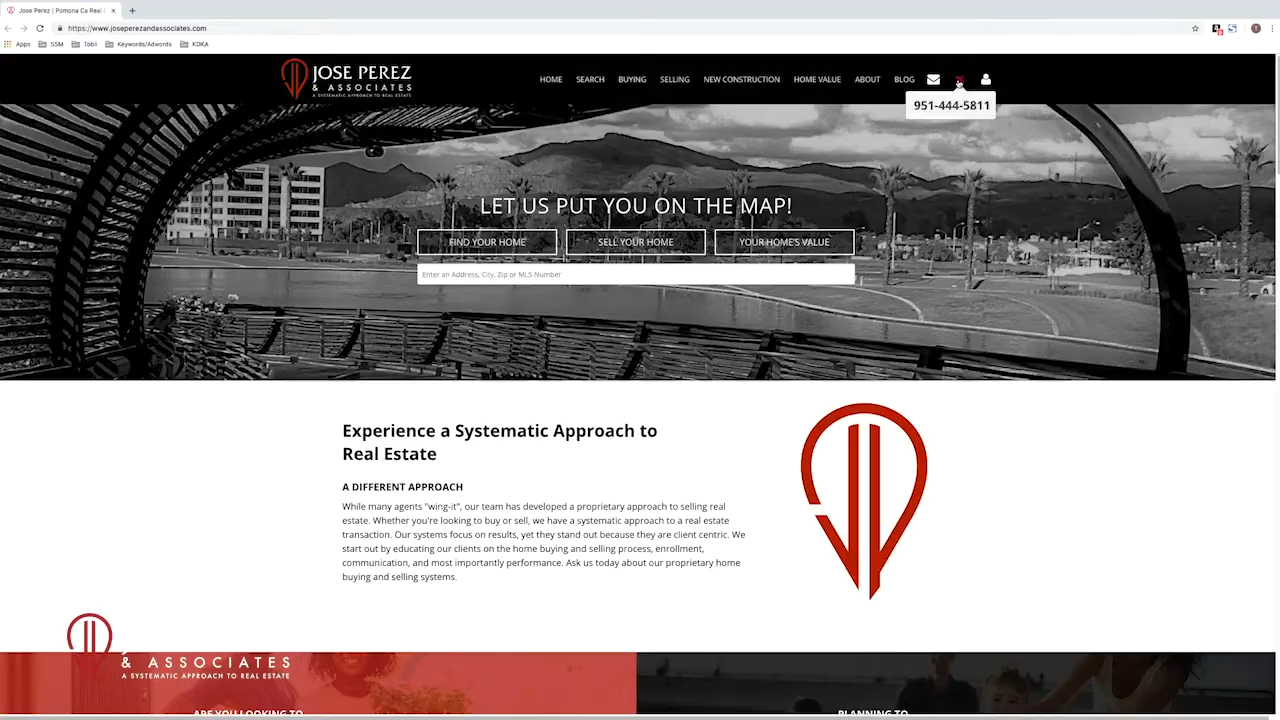 Jose Perez | Pomona Ca Real
https://www.joseperezandassociates.com
Apps SSM Tobii Keywords/Adwords KDKA
JOSE PEREZ
& ASSOCIATES
A SYSTEMATIC APPROACH TO REAL ESTATE
HOME SEARCH BUYING SELLING NEW CONSTRUCTION HOME VALUE ABOUT BLOG
951-444-5811
LET US PUT YOU ON THE MAP!
FIND YOUR HOME SELL YOUR HOME YOUR HOME'S VALUE
Enter an Address, City, Zip or MLS Number
Experience a Systematic Approach to
Real Estate
A DIFFERENT APPROACH
While many agents "wing-it", our team has developed a proprietary approach to selling real
estate. Whether you're looking to buy or sell, we have a systematic approach to a real estate
transaction. Our systems focus on results, yet they stand out because they are client centric. We
start out by educating our clients on the home buying and selling process, enrollment,
communication, and most importantly performance. Ask us today about our proprietary home
buying and selling systems.
& ASSOCIATES
A SYSTEMATIC APPROACH TO REAL ESTATE
ARE YOU LOOKING TO
PLANNING TO